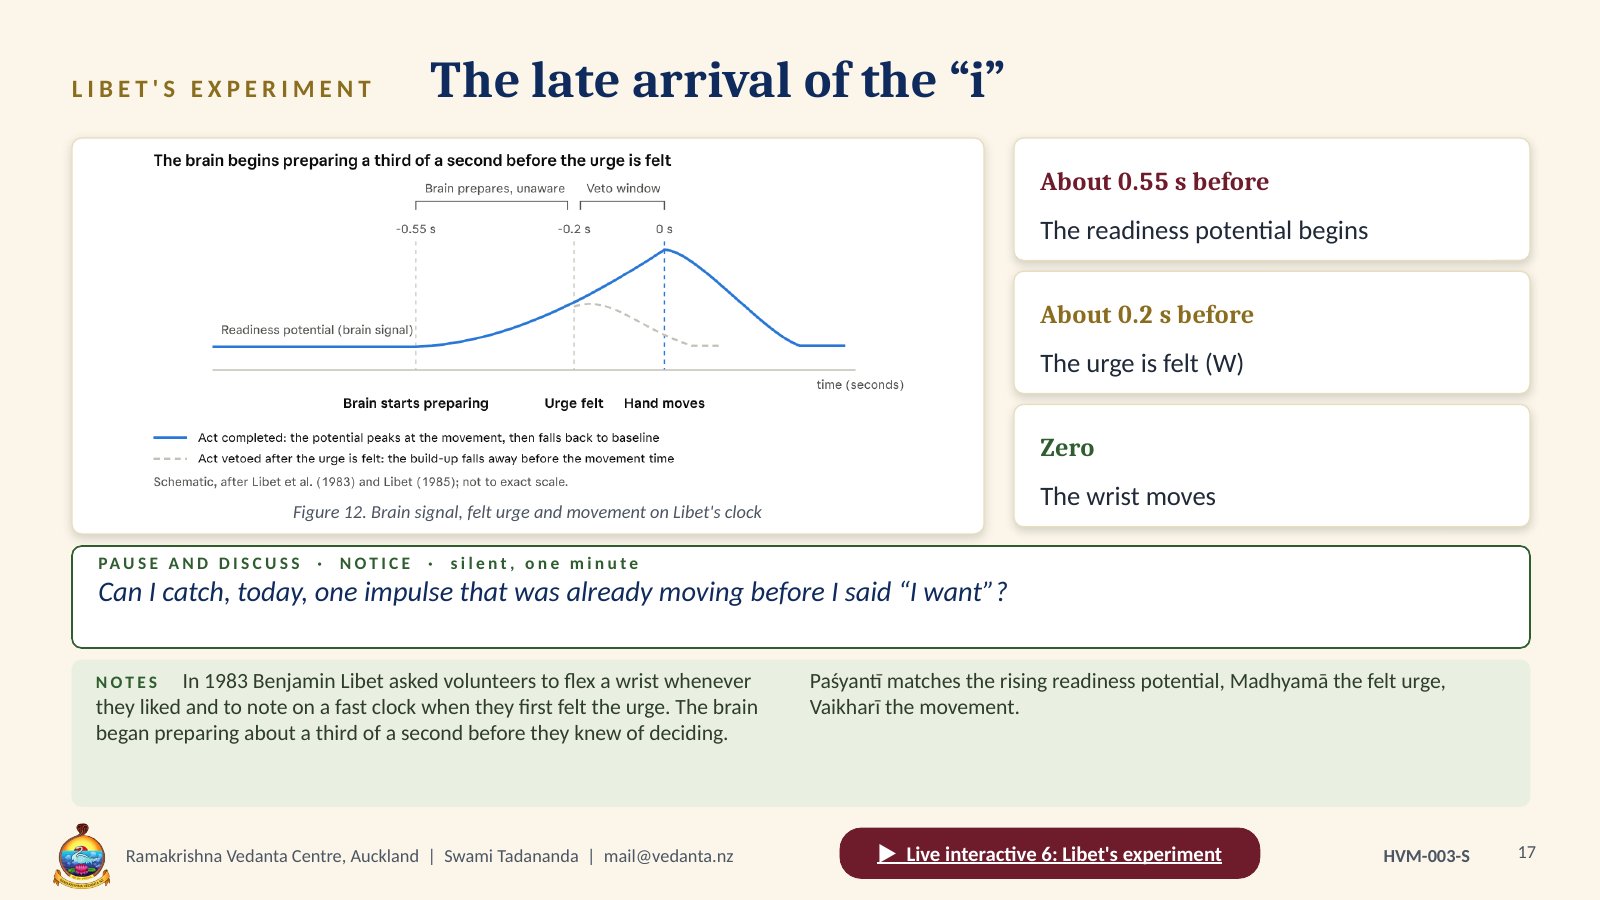 LIBET'S EXPERIMENT
The late arrival of the “i”
The brain begins preparing a third of a second before the urge is felt
Brain prepares, unaware
Veto window
-0.55 s
-0.2 s
0 s
Readiness potential (brain signal)
time (seconds)
Brain starts preparing
Urge felt
Hand moves
Act completed: the potential peaks at the movement, then falls back to baseline
Act vetoed after the urge is felt: the build-up falls away before the movement time
Schematic, after Libet et al. (1983) and Libet (1985); not to exact scale.
Figure 12. Brain signal, felt urge and movement on Libet's clock
About 0.55 s before
The readiness potential begins
About 0.2 s before
The urge is felt (W)
Zero
The wrist moves
PAUSE AND DISCUSS · NOTICE · silent, one minute
Can I catch, today, one impulse that was already moving before I said “I want”?
NOTES In 1983 Benjamin Libet asked volunteers to flex a wrist whenever
they liked and to note on a fast clock when they first felt the urge. The brain
began preparing about a third of a second before they knew of deciding.
Paśyantī matches the rising readiness potential, Madhyamā the felt urge,
Vaikharī the movement.
Ramakrishna Vedanta Centre, Auckland | Swami Tadananda | mail@vedanta.nz
▶ Live interactive 6: Libet's experiment
HVM-003-S
17